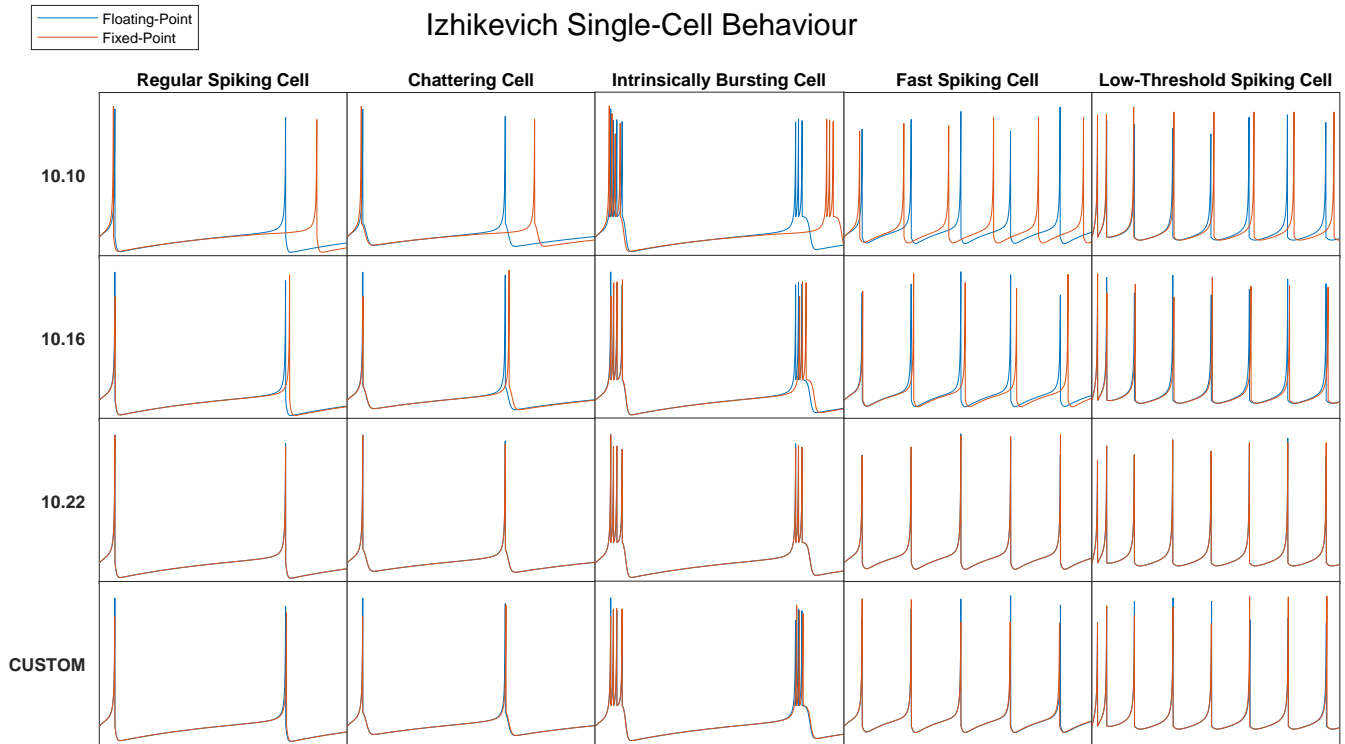 Floating-Point
Fixed-Point
Izhikevich Single-Cell Behaviour
Regular Spiking Cell
Chattering Cell
Intrinsically Bursting Cell
Fast Spiking Cell
Low-Threshold Spiking Cell
10.10
10.16
10.22
CUSTOM